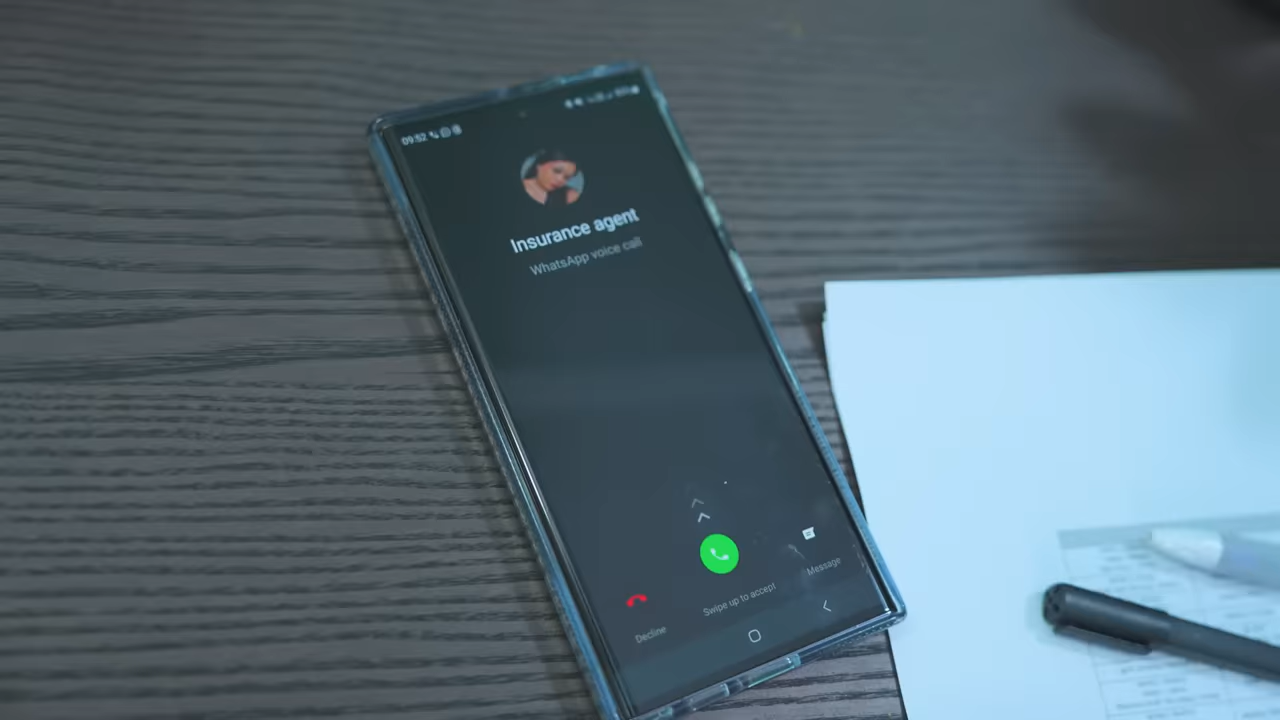 09:52
Insurance agent
WhatsApp voice call
Swipe up to accept
Message
Decline